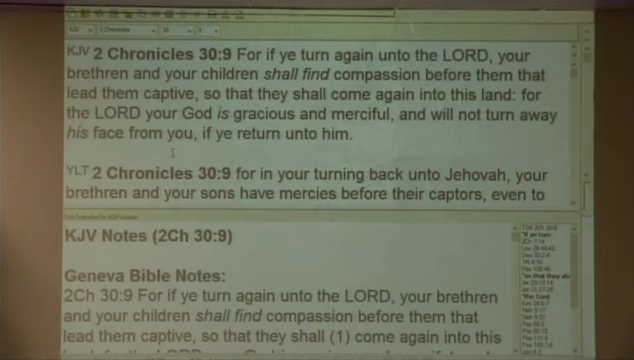 KJV 2 Chronicles 30:9 For if ye turn again unto the LORD, your
brethren and your children shall find compassion before them that
lead them captive, so that they shall come again into this land: for
the LORD your God is gracious and merciful, and will not turn away
his face from you, if ye return unto him.
YLT 2 Chronicles 30:9 for in your turning back unto Jehovah, your
brethren and your sons have mercies before their captors, even to
KJV Notes (2Ch 30:9)
Geneva Bible Notes:
2Ch 30:9 For if ye turn again unto the LORD, your brethren
and your children shall find compassion before them that
lead them captive, so that they shall (1) come again into this